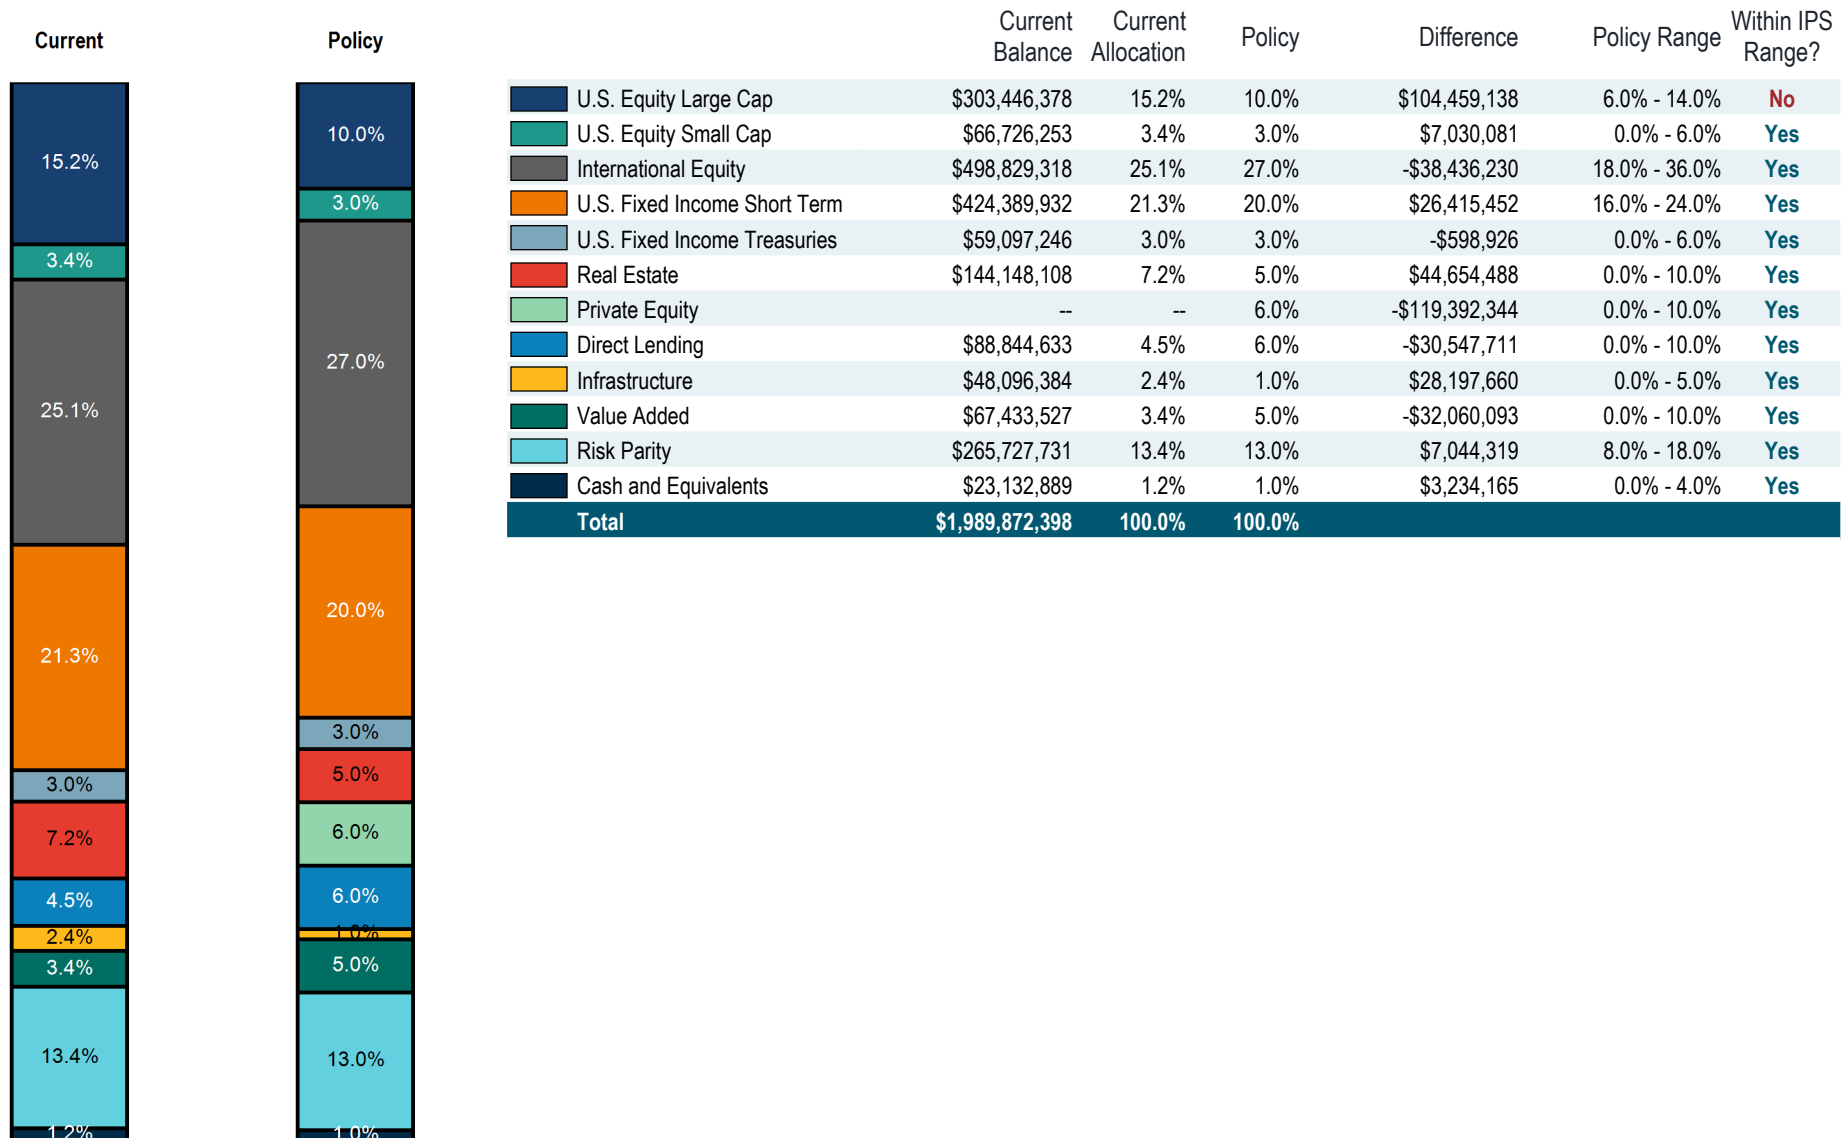 Current
15.2%
3.4%
25.1%
21.3%
3.0%
7.2%
4.5%
2.4%
3.4%
13.4%
1.2%
Policy
10.0%
3.0%
27.0%
20.0%
3.0%
5.0%
6.0%
6.0%
1.0%
5.0%
13.0%
1.0%
Current Balance Current Allocation Policy Difference Policy Range Within IPS Range?
U.S. Equity Large Cap $303,446,378 15.2% 10.0% $104,459,138 6.0% - 14.0% No
U.S. Equity Small Cap $66,726,253 3.4% 3.0% $7,030,081 0.0% - 6.0% Yes
International Equity $498,829,318 25.1% 27.0% -$38,436,230 18.0% - 36.0% Yes
U.S. Fixed Income Short Term $424,389,932 21.3% 20.0% $26,415,452 16.0% - 24.0% Yes
U.S. Fixed Income Treasuries $59,097,246 3.0% 3.0% -$598,926 0.0% - 6.0% Yes
Real Estate $144,148,108 7.2% 5.0% $44,654,488 0.0% - 10.0% Yes
Private Equity -- -- 6.0% -$119,392,344 0.0% - 10.0% Yes
Direct Lending $88,844,633 4.5% 6.0% -$30,547,711 0.0% - 10.0% Yes
Infrastructure $48,096,384 2.4% 1.0% $28,197,660 0.0% - 5.0% Yes
Value Added $67,433,527 3.4% 5.0% -$32,060,093 0.0% - 10.0% Yes
Risk Parity $265,727,731 13.4% 13.0% $7,044,319 8.0% - 18.0% Yes
Cash and Equivalents $23,132,889 1.2% 1.0% $3,234,165 0.0% - 4.0% Yes
Total $1,989,872,398 100.0% 100.0%